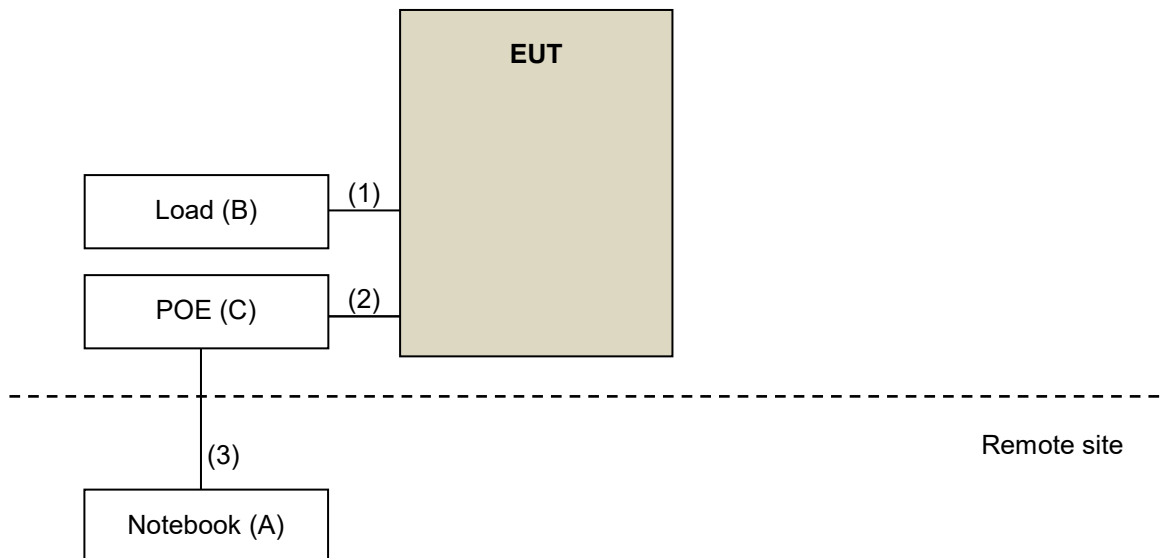 EUT
Load (B)
(1)
POE (C)
(2)
Remote site
(3)
Notebook (A)